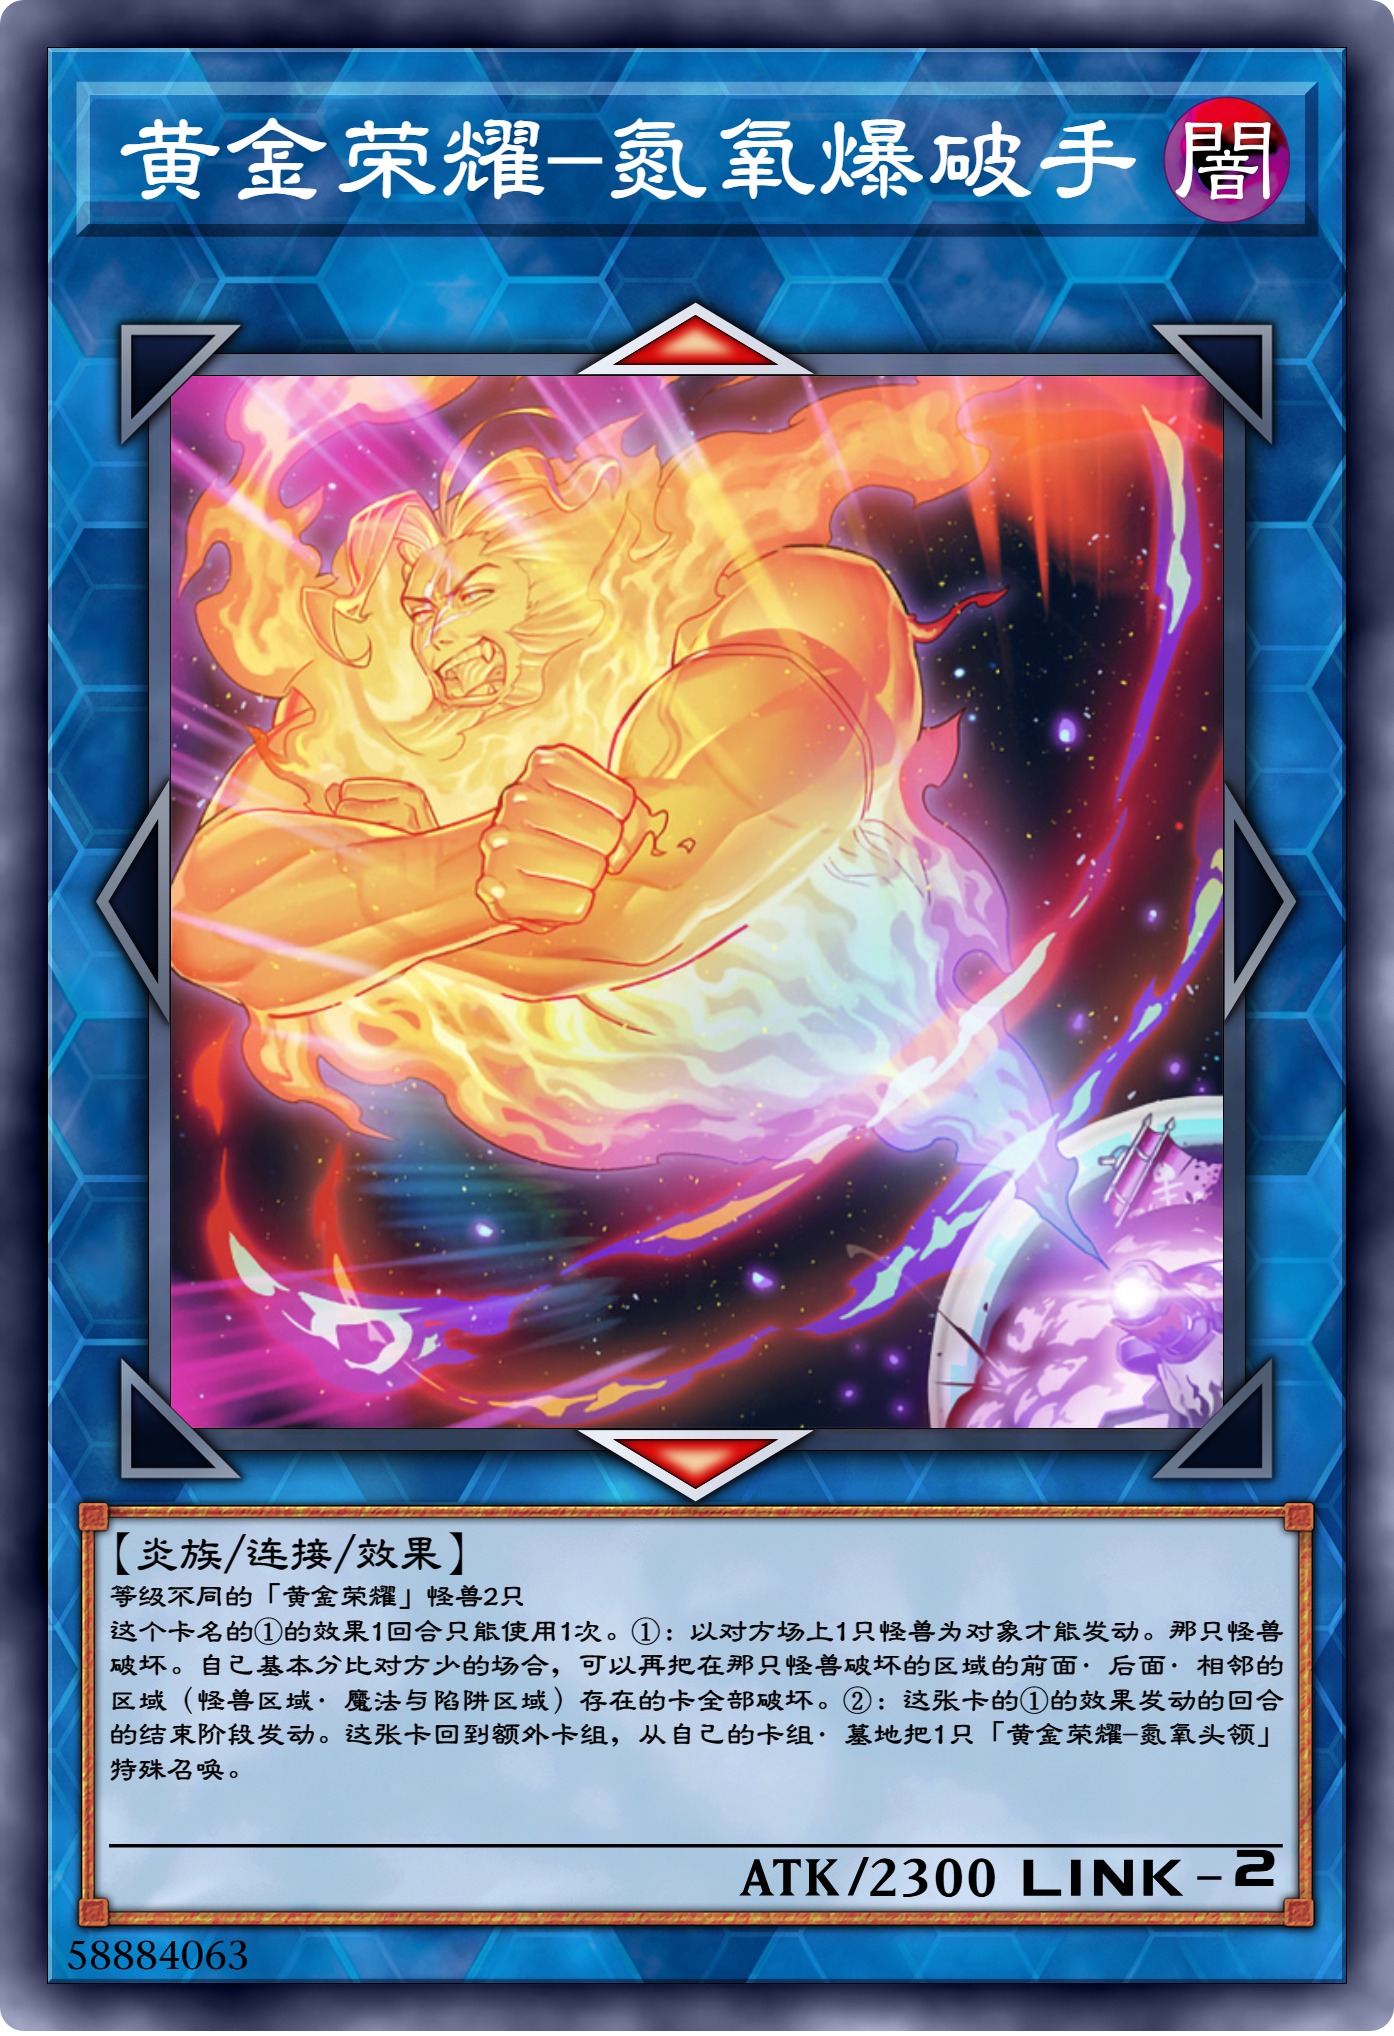 黄金荣耀-氮氧爆破手 闇
【炎族/连接/效果】
等级不同的「黄金荣耀」怪兽2只
这个卡名的①的效果1回合只能使用1次。①：以对方场上1只怪兽为对象才能发动。那只怪兽
破坏。自己基本分比对方少的场合，可以再把在那只怪兽破坏的区域的前面·后面·相邻的
区域（怪兽区域·魔法与陷阱区域）存在的卡全部破坏。②：这张卡的①的效果发动的回合
的结束阶段发动。这张卡回到额外卡组，从自己的卡组·墓地把1只「黄金荣耀-氮氧头领」
特殊召唤。
ATK/2300 LINK-2
58884063